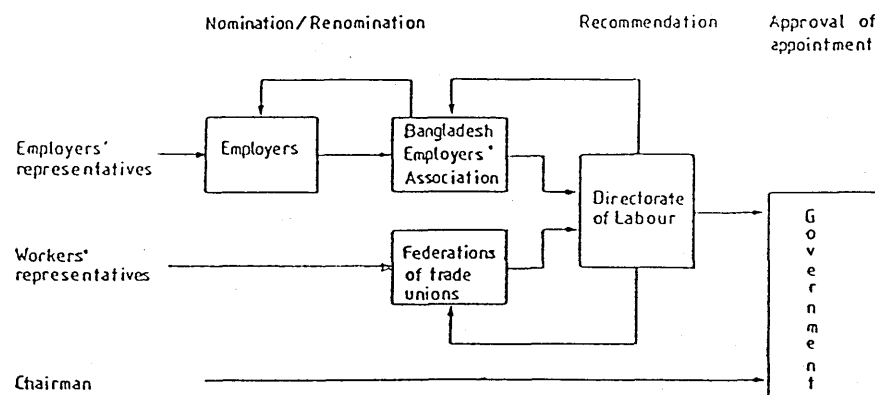 Nomination/Renomination
Recommendation
Approval of
appointment
Employers'
representatives
Employers
Bangladesh
Employers'
Association
Directorate
of Labour
Workers'
representatives
Federations
of trade
unions
Chairman
Government